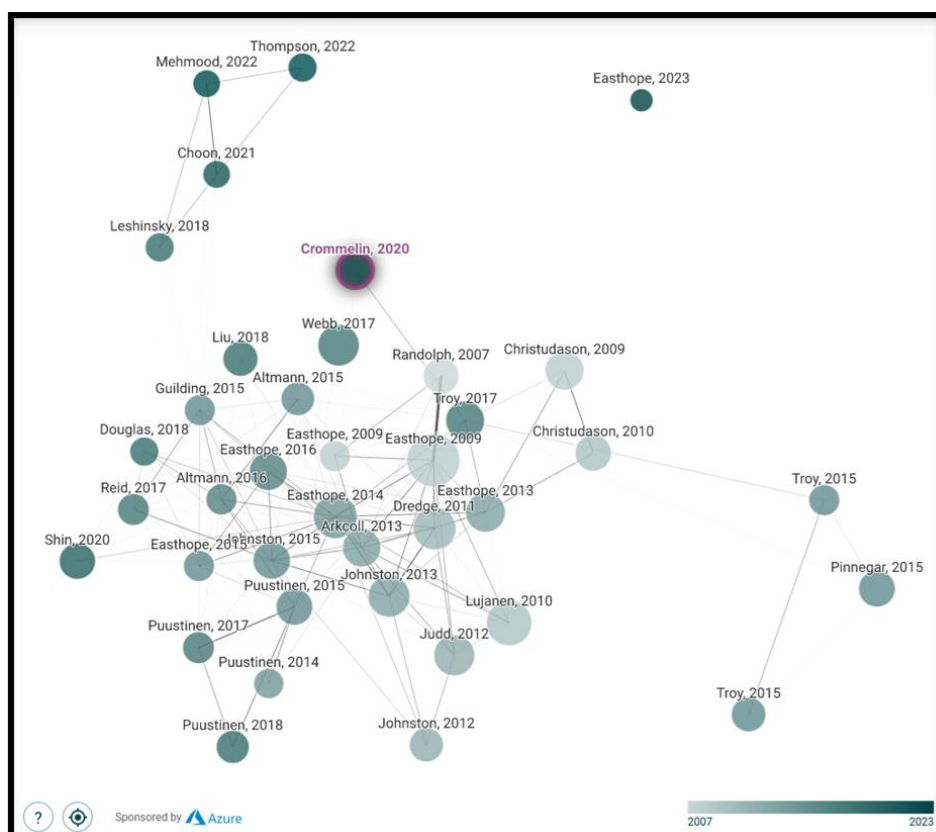 Thompson, 2022
Mehmood, 2022
Easthope, 2023
Choon, 2021
Leshinsky, 2018
Crommelin, 2020
Webb, 2017
Liu, 2018
Randolph, 2007
Christudason, 2009
Altmann, 2015
Guilding, 2015
Troy, 2017
Douglas, 2018
Easthope, 2009
Easthope, 2009
Christudason, 2010
Easthope, 2016
Altmann, 2016
Troy, 2015
Reid, 2017
Easthope, 2014
Easthope, 2013
Dredge, 2011
Arkcoll, 2013
Shin, 2020
Easthope, 2015
Johnston, 2015
Pinnegar, 2015
Johnston, 2013
Puustinen, 2015
Lujanen, 2010
Puustinen, 2017
Judd, 2012
Puustinen, 2014
Troy, 2015
Puustinen, 2018
Johnston, 2012
? Sponsored by Azure
2007 2023